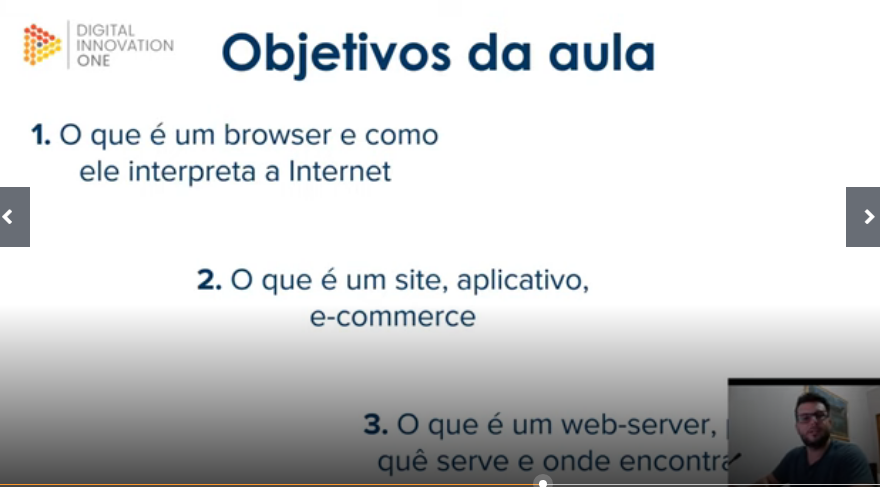 DIGITAL
INNOVATION
ONE
Objetivos da aula
1. O que é um browser e como
ele interpreta a Internet
2. O que é um site, aplicativo,
e-commerce
3. O que é um web-server,
quê serve e onde